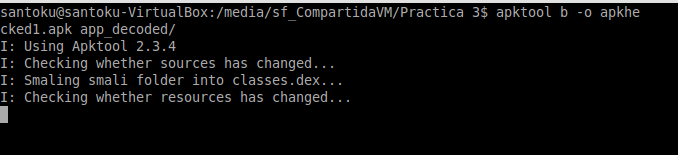 santoku@santoku-VirtualBox:/media/sf_CompartidaVM/Practica 3$ apktool b -o apkhe
cked1.apk app_decoded/
I: Using Apktool 2.3.4
I: Checking whether sources has changed...
I: Smaling smali folder into classes.dex...
I: Checking whether resources has changed...